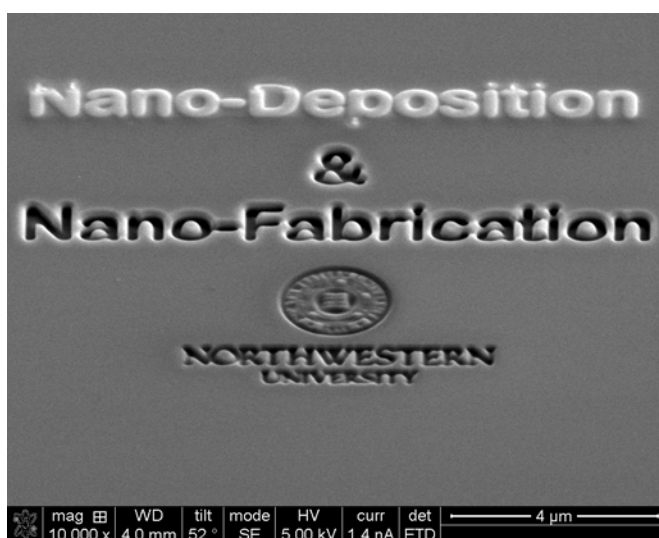 Nano-Deposition
&
Nano-Fabrication
NORTHWESTERN
UNIVERSITY
mag WD tilt mode HV curr det 4 µm
10 000 x 4.0 mm 52 ° SE 5.00 kV 1.4 nA ETD